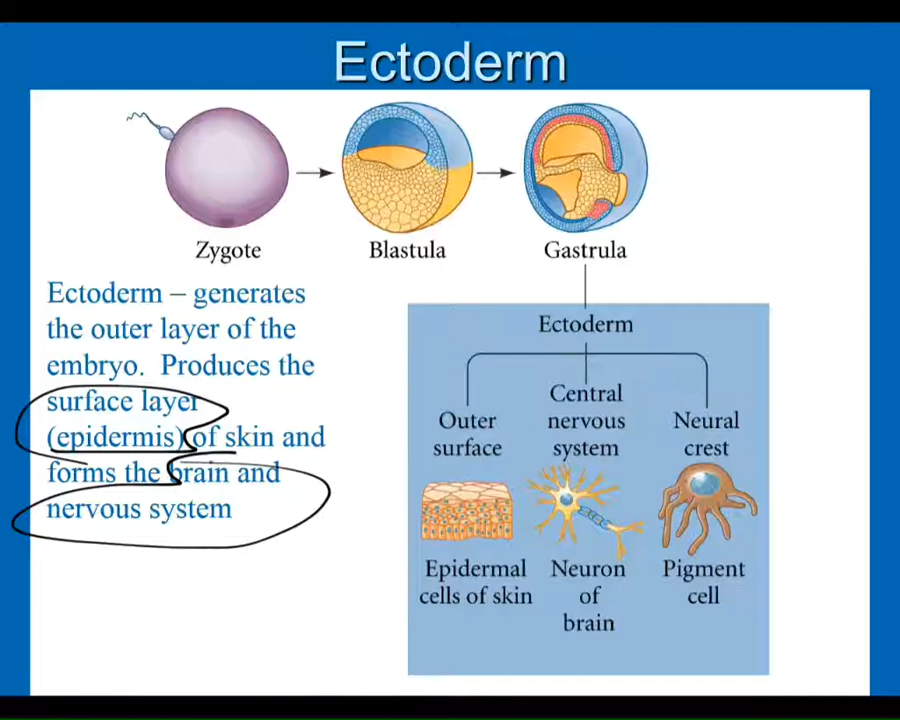 Ectoderm
Zygote
Blastula
Gastrula
Ectoderm – generates
the outer layer of the
embryo. Produces the
surface layer
(epidermis) of skin and
forms the brain and
nervous system
Ectoderm
Outer
surface
Central
nervous
system
Neural
crest
Epidermal
cells of skin
Neuron
of
brain
Pigment
cell